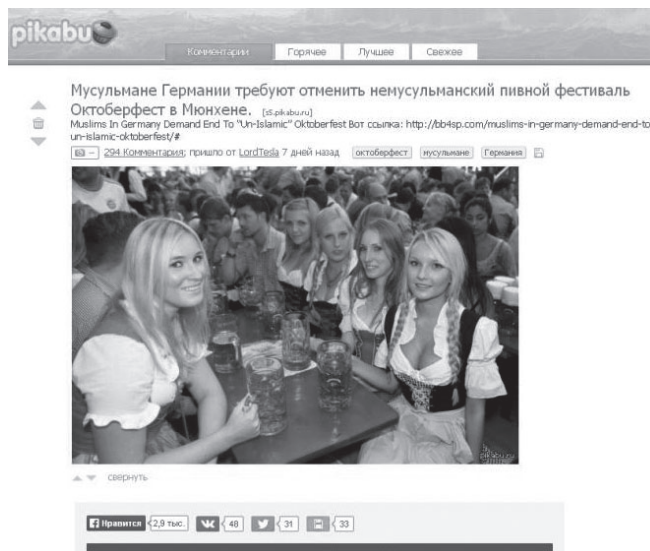 pikabu
Комментарии Горячее Лучшее Свежее
Мусульмане Германии требуют отменить немусульманский пивной фестиваль
Октоберфест в Мюнхене. [s5.pikabu.ru]
Muslims In Germany Demand End To "Un-Islamic" Oktoberfest Вот ссылка: http://bb4sp.com/muslims-in-germany-demand-end-to
un-islamic-oktoberfest/#
– 294 Комментария; пришло от LordTesla 7 дней назад октоберфест мусульмане Германия
pikabu.ru
свернуть
Нравится 2,9 тыс. 48 31 33